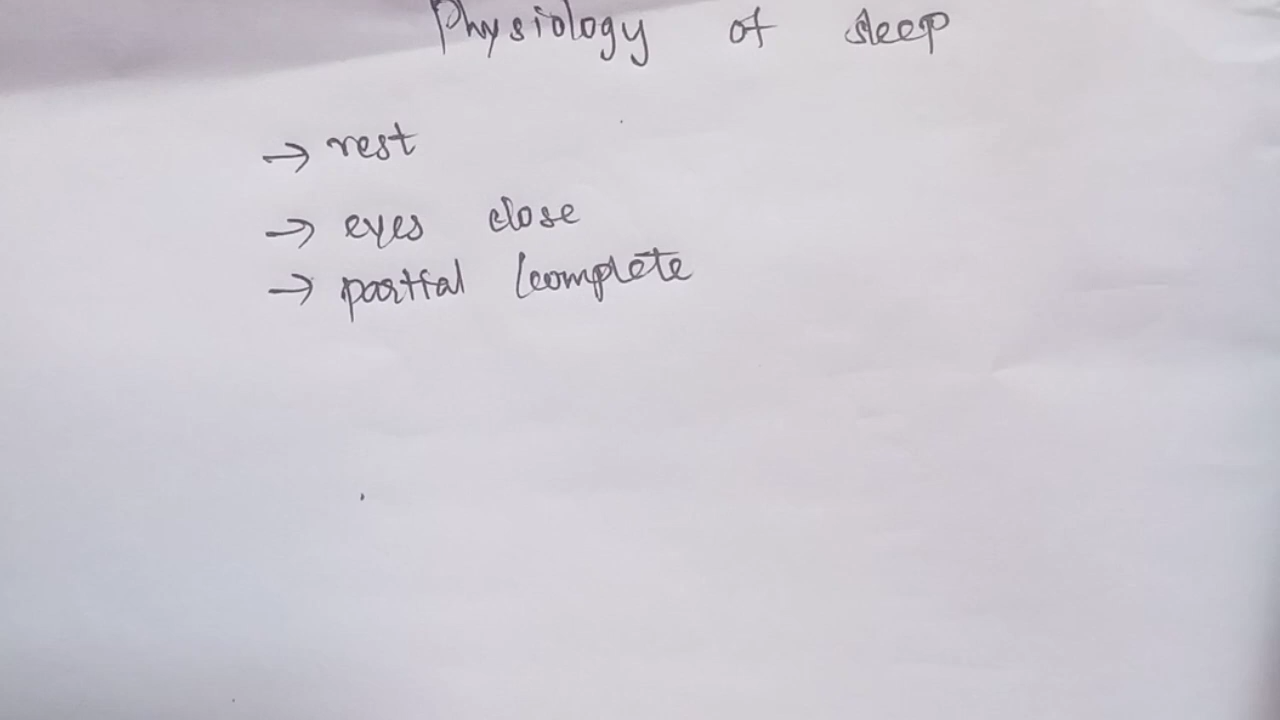 Physiology of sleep
→ rest
→ eyes close
→ partial /complete